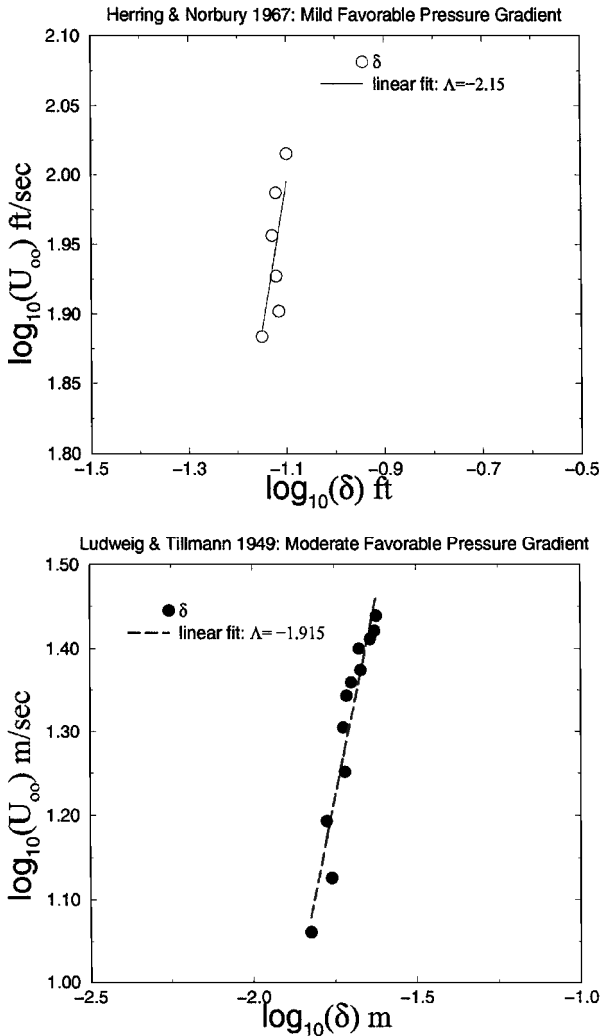 Herring & Norbury 1967: Mild Favorable Pressure Gradient
2.10
2.05
2.00
1.95
1.90
1.85
1.80
log10(U∞) ft/sec
δ
linear fit: Λ=−2.15
−1.5 −1.3 −1.1 −0.9 −0.7 −0.5
log10(δ) ft
Ludweig & Tillmann 1949: Moderate Favorable Pressure Gradient
1.50
1.40
1.30
1.20
1.10
1.00
log10(U∞) m/sec
δ
linear fit: Λ=−1.915
−2.5 −2.0 −1.5 −1.0
log10(δ) m